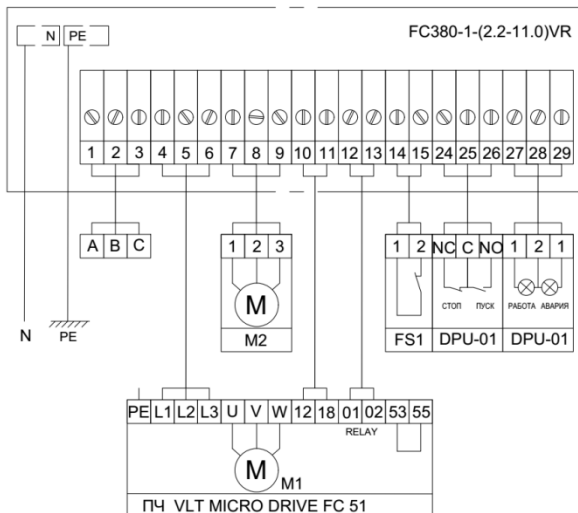 N PE FC380-1-(2.2-11.0)VR
1 2 3 4 5 6 7 8 9 10 11 12 13 14 15 24 25 26 27 28 29
A B C 1 2 3 1 2 NC C NO 1 2 1
M
СТОП ПУСК РАБОТА АВАРИЯ
N PE M2 FS1 DPU-01 DPU-01
PE L1 L2 L3 U V W 12 18 01 02 53 55
RELAY
M M1
ПЧ VLT MICRO DRIVE FC 51